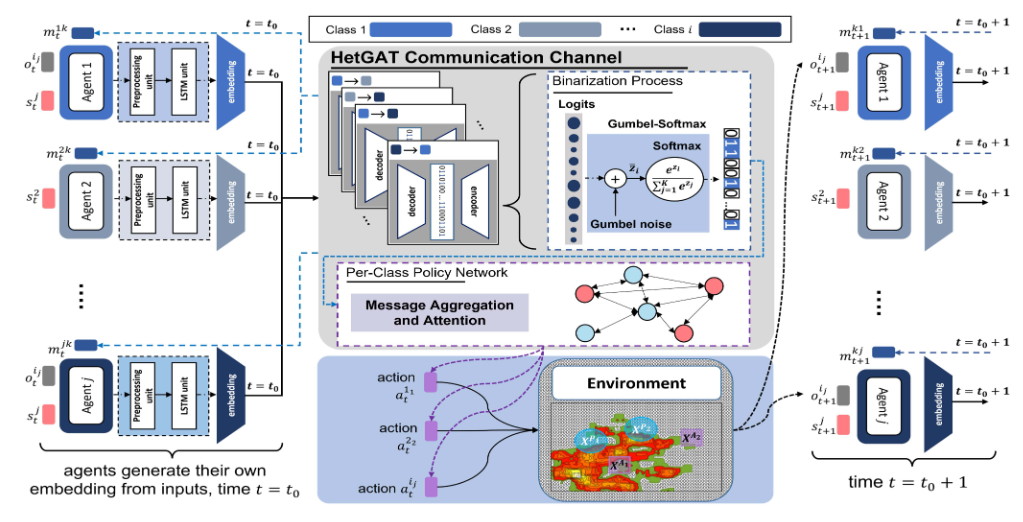 Class 1
Class 2
...
Class i
m_t^{1k}
t = t_0
o_t^{ij}
s_t^j
Agent 1
Preprocessing unit
LSTM unit
embedding
t = t_0
m_t^{2k}
s_t^2
Agent 2
Preprocessing unit
LSTM unit
embedding
t = t_0
....
m_t^{jk}
o_t^{ij}
s_t^j
Agent j
Preprocessing unit
LSTM unit
embedding
t = t_0
agents generate their own
embedding from inputs, time t = t_0
HetGAT Communication Channel
...
decoder
decoder
0110100 ... 110001101
encoder
...
Binarization Process
Logits
Gumbel-Softmax
Softmax
+
z̄_i
e^{z_i}
∑_{j=1}^{K} e^{z_j}
Gumbel noise
0
1
1
0
0
1
0
...
0
1
Per-Class Policy Network
Message Aggregation
and Attention
action
a_t^{1_1}
action
a_t^{2_2}
action a_t^{i_j}
Environment
X^{P_1}
X^{P_2}
X^{A_2}
X^{A_1}
m_{t+1}^{k1}
t = t_0 + 1
o_{t+1}^{ij}
s_{t+1}^j
Agent 1
embedding
t = t_0 + 1
m_{t+1}^{k2}
t = t_0 + 1
s_{t+1}^2
Agent 2
embedding
t = t_0 + 1
....
m_{t+1}^{kj}
t = t_0 + 1
o_{t+1}^{ij}
s_{t+1}^j
Agent j
embedding
t = t_0 + 1
time t = t_0 + 1